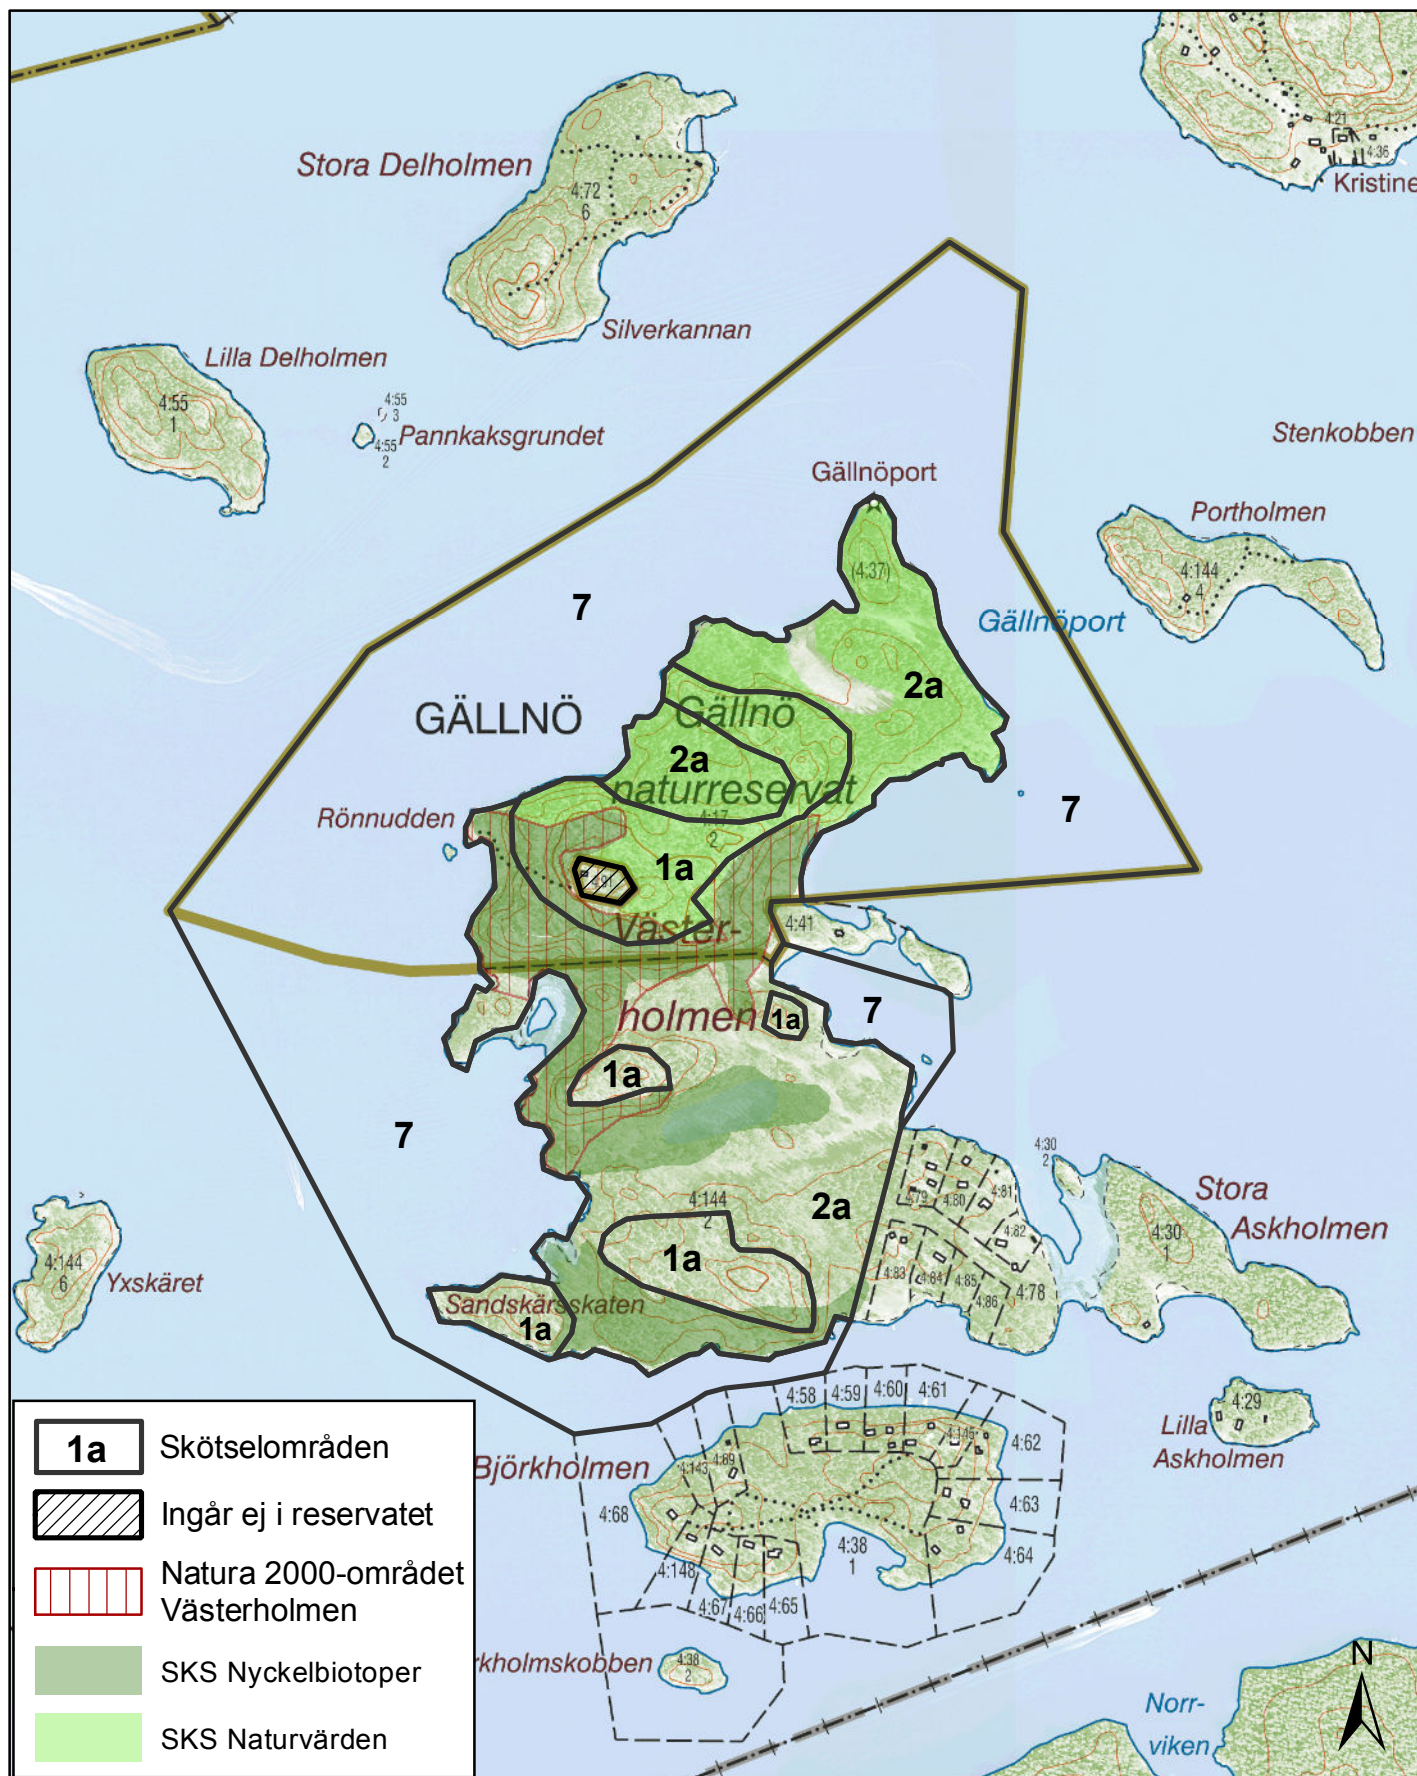 4:21
4:36
Kristine
Stora Delholmen
4:72
6
Silverkannan
Lilla Delholmen
4:55
1
4:55
3
Pannkaksgrundet
4:55
2
Stenkobben
Gällnöport
Portholmen
(4:37)
4:144
4
7
Gällnöport
2a
GÄLLNÖ
Gällnö
2a
naturreservat
7
Rönnudden
4:17
2
1a
4:91
Väster-
4:41
holmen
1a
7
1a
7
4:30
2
4:79
4:80
4:81
Stora
Askholmen
4:144
2
2a
4:82
4:30
1
1a
4:83
4:84
4:85
4:86
4:78
4:144
6
Yxskäret
Sandskärsskaten
1a
4:58
4:59
4:60
4:61
4:29
Lilla
Askholmen
4:145
4:62
Björkholmen
4:143
4:89
4:68
4:63
4:38
1
4:64
4:148
4:67
4:66
4:65
rkholmskobben
4:38
2
Norr-
viken
N
1a
Skötselområden
Ingår ej i reservatet
Natura 2000-området
Västerholmen
SKS Nyckelbiotoper
SKS Naturvärden